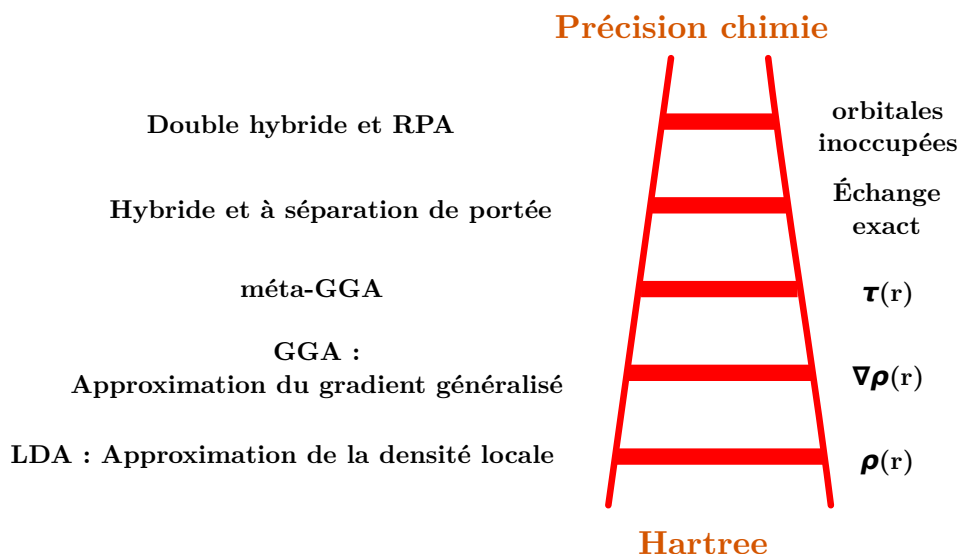 Précision chimie
Double hybride et RPA
orbitales
inoccupées
Hybride et à séparation de portée
Échange
exact
méta-GGA
τ(r)
GGA :
Approximation du gradient généralisé
∇ρ(r)
LDA : Approximation de la densité locale
ρ(r)
Hartree